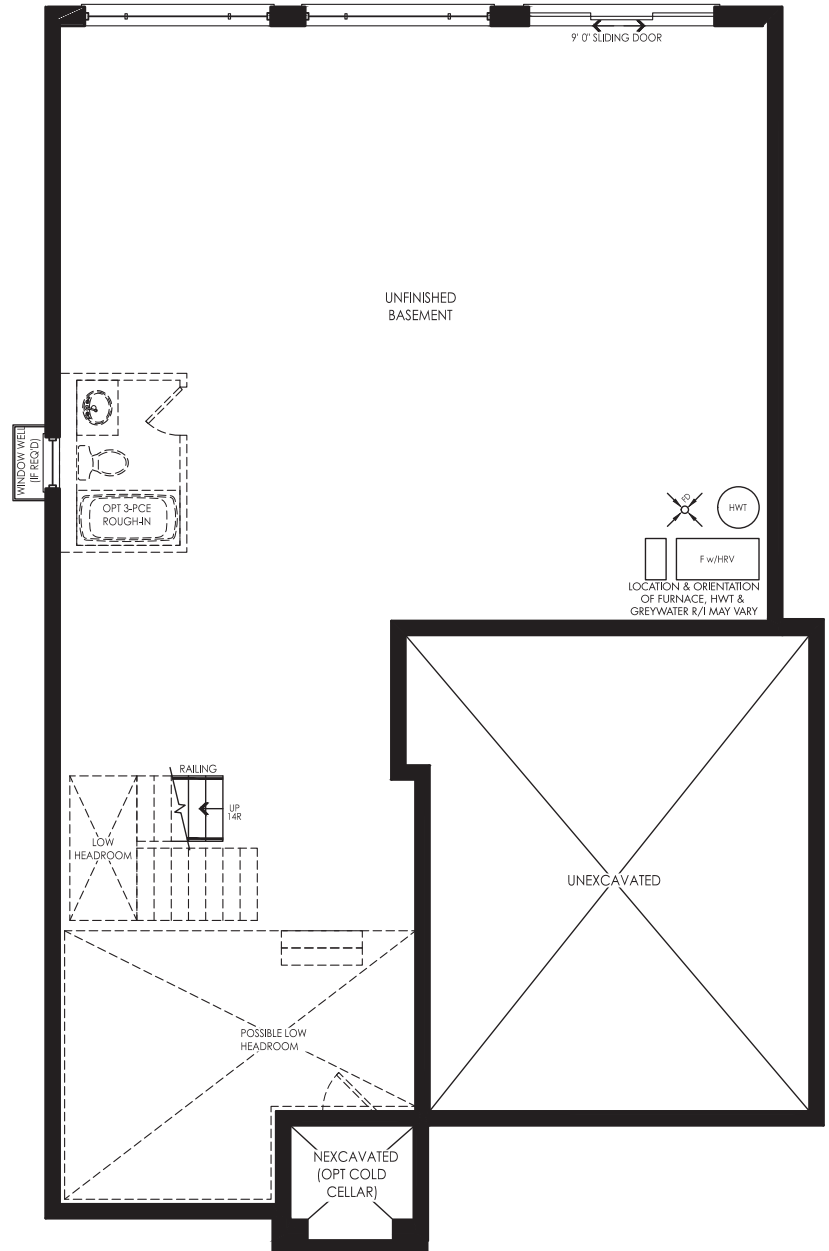 9' 0" SLIDING DOOR
UNFINISHED
BASEMENT
WINDOW WELL
(IF REQ'D)
OPT 3-PCE
ROUGH-IN
FD
HWT
F w/HRV
LOCATION & ORIENTATION
OF FURNACE, HWT &
GREYWATER R/I MAY VARY
RAILING
UP
14R
LOW
HEADROOM
UNEXCAVATED
POSSIBLE LOW
HEADROOM
NEXCAVATED
(OPT COLD
CELLAR)